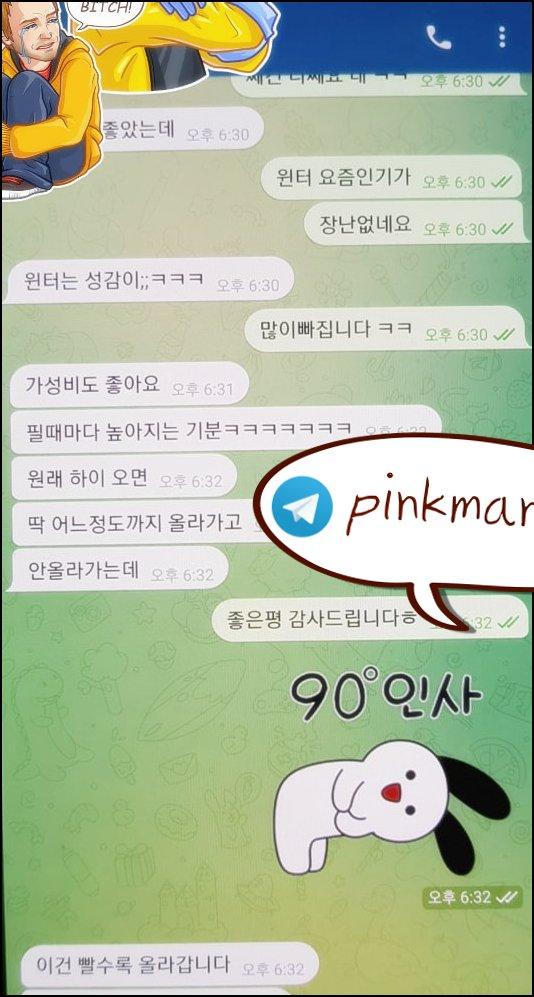 BITCH!
오후 6:30
좋았는데 오후 6:30
윈터 요즘인기가 오후 6:30
장난없네요 오후 6:30
윈터는 성감이;;ㅋㅋㅋ 오후 6:30
많이빠집니다 ㅋㅋ 오후 6:30
가성비도 좋아요 오후 6:31
필때마다 높아지는 기분ㅋㅋㅋㅋㅋㅋㅋ
원래 하이 오면 오후 6:32
pinkmar
딱 어느정도까지 올라가고
안올라가는데 오후 6:32
좋은평 감사드립니다ㅎ :32
90°인사
오후 6:32
이건 빨수록 올라갑니다 오후 6:32